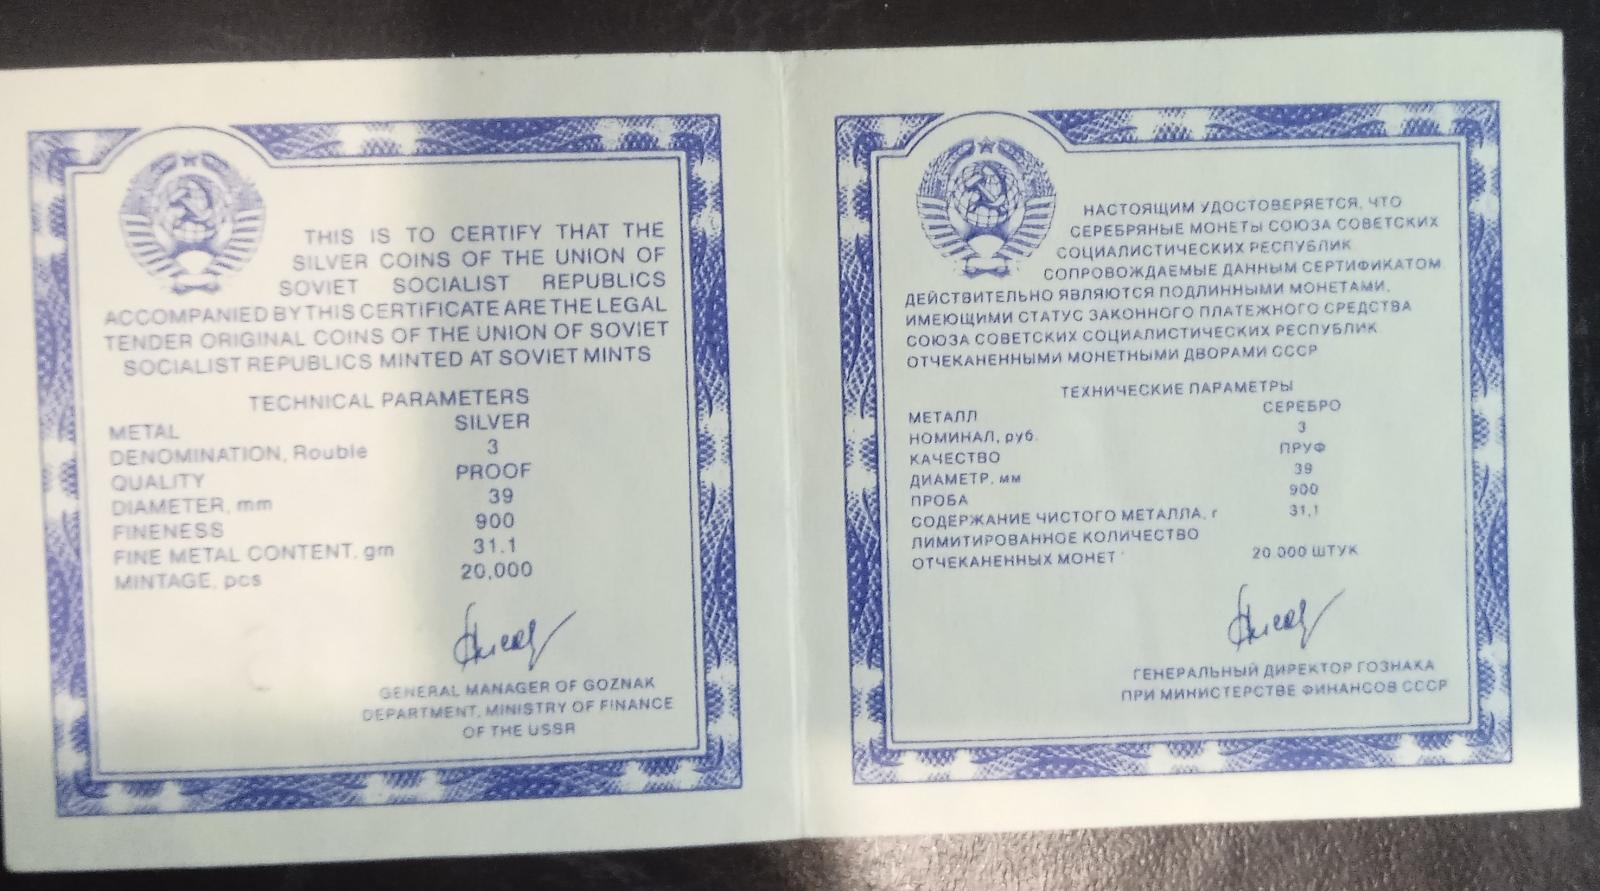 THIS IS TO CERTIFY THAT THE
SILVER COINS OF THE UNION OF
SOVIET SOCIALIST REPUBLICS
ACCOMPANIED BY THIS CERTIFICATE ARE THE LEGAL
TENDER ORIGINAL COINS OF THE UNION OF SOVIET
SOCIALIST REPUBLICS MINTED AT SOVIET MINTS
TECHNICAL PARAMETERS
METAL SILVER
DENOMINATION, Rouble 3
QUALITY PROOF
DIAMETER, mm 39
FINENESS 900
FINE METAL CONTENT, grn 31.1
MINTAGE, pcs 20,000
GENERAL MANAGER OF GOZNAK
DEPARTMENT, MINISTRY OF FINANCE
OF THE USSR
НАСТОЯЩИМ УДОСТОВЕРЯЕТСЯ, ЧТО
СЕРЕБРЯНЫЕ МОНЕТЫ СОЮЗА СОВЕТСКИХ
СОЦИАЛИСТИЧЕСКИХ РЕСПУБЛИК
СОПРОВОЖДАЕМЫЕ ДАННЫМ СЕРТИФИКАТОМ
ДЕЙСТВИТЕЛЬНО ЯВЛЯЮТСЯ ПОДЛИННЫМИ МОНЕТАМИ,
ИМЕЮЩИМИ СТАТУС ЗАКОННОГО ПЛАТЕЖНОГО СРЕДСТВА
СОЮЗА СОВЕТСКИХ СОЦИАЛИСТИЧЕСКИХ РЕСПУБЛИК
ОТЧЕКАНЕННЫМИ МОНЕТНЫМИ ДВОРАМИ СССР
ТЕХНИЧЕСКИЕ ПАРАМЕТРЫ
МЕТАЛЛ СЕРЕБРО
НОМИНАЛ, руб. 3
КАЧЕСТВО ПРУФ
ДИАМЕТР, мм 39
ПРОБА 900
СОДЕРЖАНИЕ ЧИСТОГО МЕТАЛЛА, г 31,1
ЛИМИТИРОВАННОЕ КОЛИЧЕСТВО
ОТЧЕКАНЕННЫХ МОНЕТ 20.000 ШТУК
ГЕНЕРАЛЬНЫЙ ДИРЕКТОР ГОЗНАКА
ПРИ МИНИСТЕРСТВЕ ФИНАНСОВ СССР